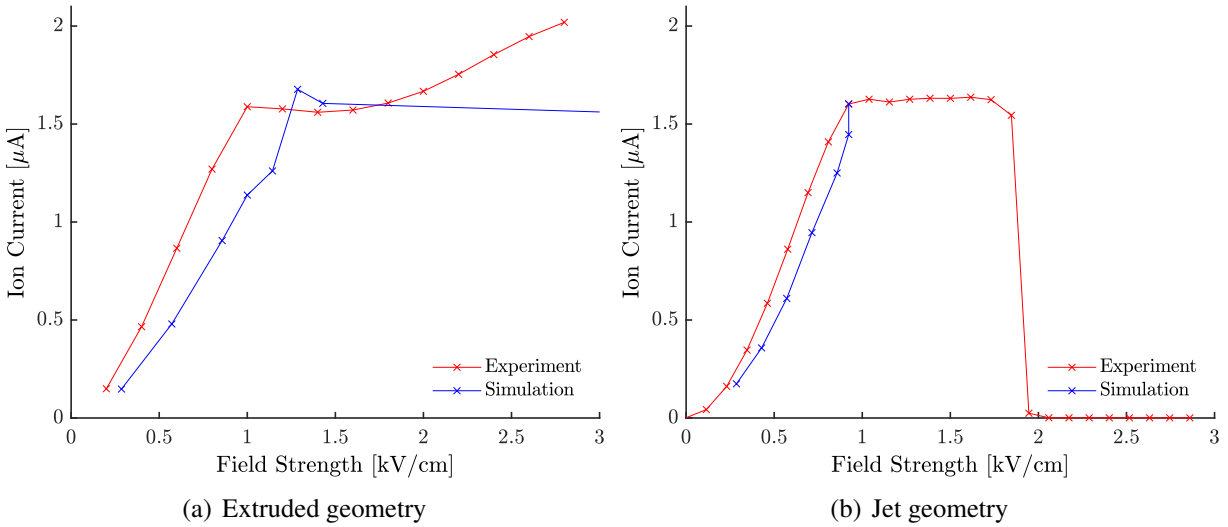 2
1.5
1
0.5
0
Ion Current [μA]
0 0.5 1 1.5 2 2.5 3
Field Strength [kV/cm]
Experiment
Simulation
(a) Extruded geometry
2
1.5
1
0.5
0
Ion Current [μA]
0 0.5 1 1.5 2 2.5 3
Field Strength [kV/cm]
Experiment
Simulation
(b) Jet geometry